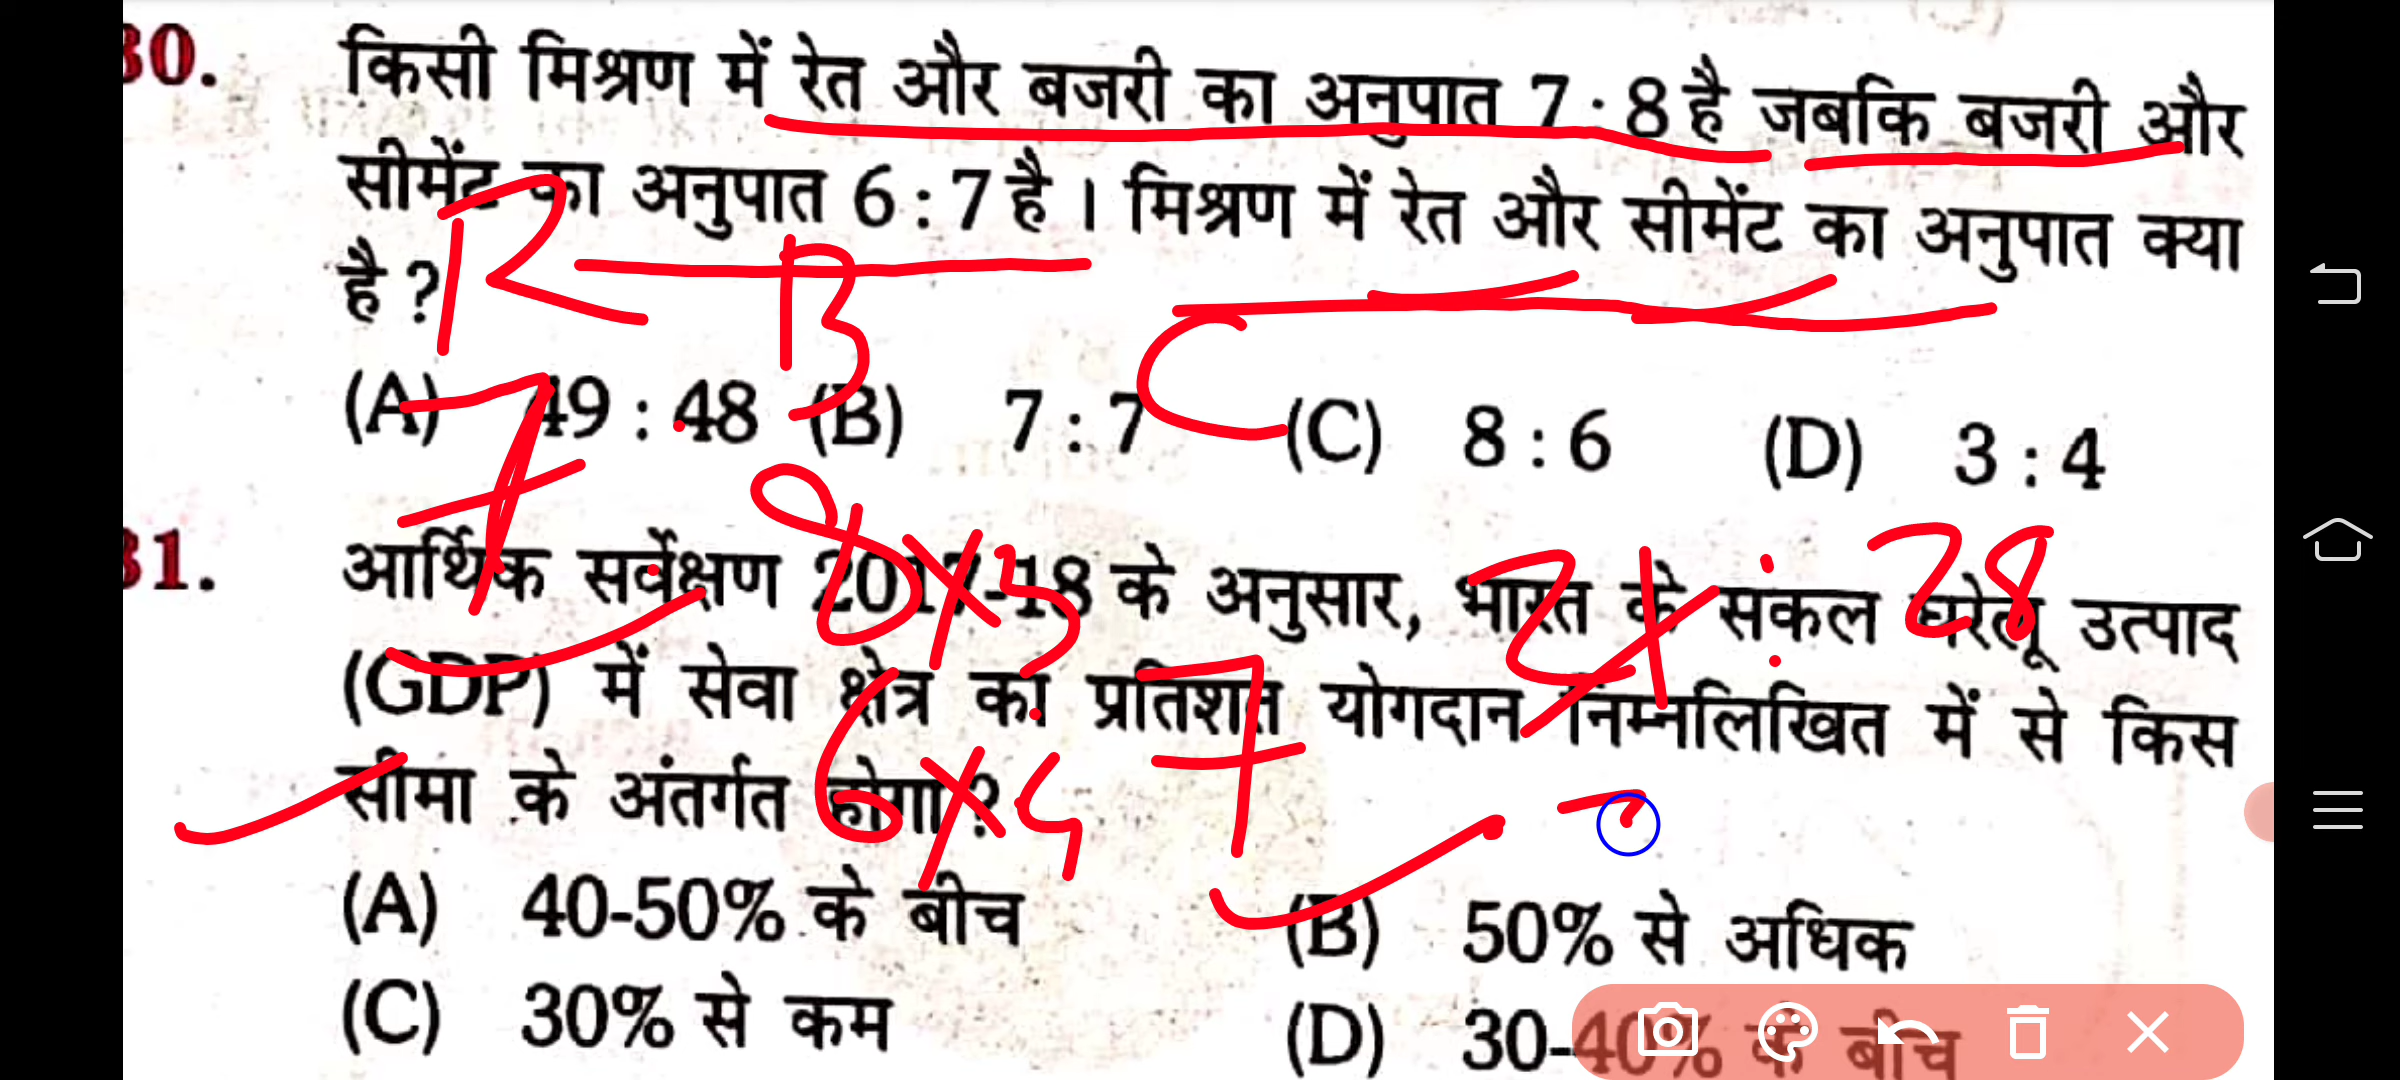 30. किसी मिश्रण में रेत और बजरी का अनुपात 7 : 8 है जबकि बजरी और
सीमेंट का अनुपात 6 : 7 है । मिश्रण में रेत और सीमेंट का अनुपात क्या
है ?
R B C
(A) 49 : 48 (B) 7 : 7 (C) 8 : 6 (D) 3 : 4
7 8×3 21 : 28
31. आर्थिक सर्वेक्षण 2017-18 के अनुसार, भारत के सकल घरेलू उत्पाद
(GDP) में सेवा क्षेत्र का प्रतिशत योगदान निम्नलिखित में से किस
6×4 7
सीमा के अंतर्गत होगा ?
(A) 40-50% के बीच (B) 50% से अधिक
(C) 30% से कम (D) 30-40% के बीच